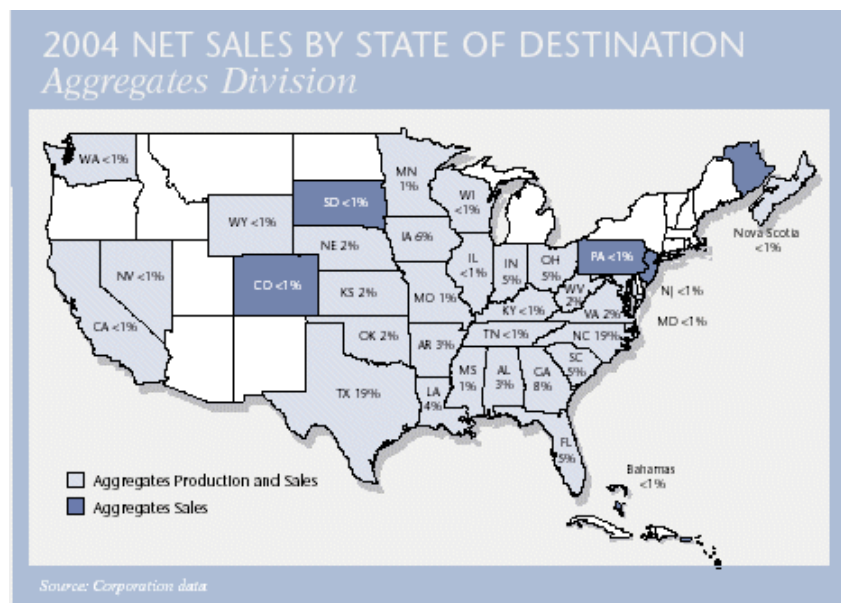 2004 NET SALES BY STATE OF DESTINATION
Aggregates Division
WA <1%
MN
1%
WI
<1%
SD <1%
WY <1%
IA 6%
NE 2%
NV <1%
CO <1%
KS 2%
IL
<1%
IN
5%
OH
5%
PA <1%
Nova Scotia
<1%
NJ <1%
MD <1%
WV
2%
VA 2%
CA <1%
MO 1%
KY <1%
TN <1%
NC 19%
OK 2%
AR 3%
SC
5%
TX 19%
LA
4%
MS
1%
AL
3%
GA
8%
FL
5%
Bahamas
<1%
Aggregates Production and Sales
Aggregates Sales
Source: Corporation data